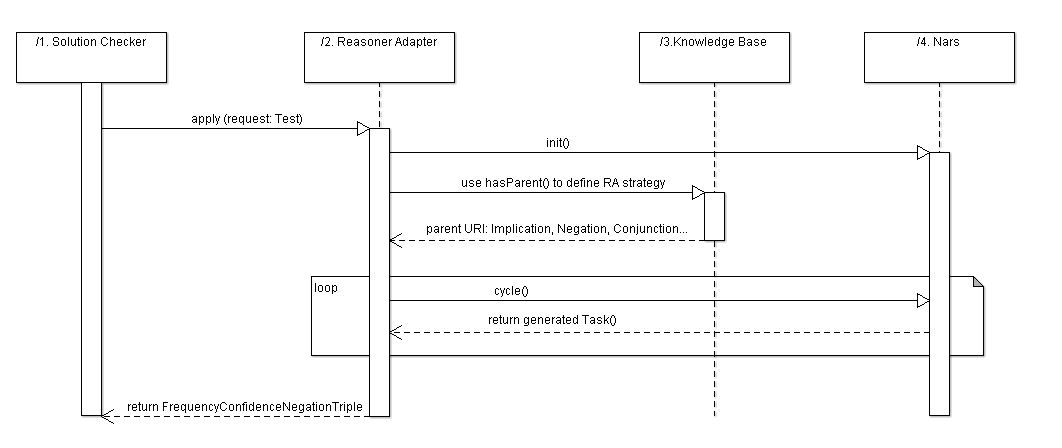 /1. Solution Checker
/2. Reasoner Adapter
/3.Knowledge Base
/4. Nars
apply (request: Test)
init()
use hasParent() to define RA strategy
parent URI: Implication, Negation, Conjunction...
loop
cycle()
return generated Task()
return FrequencyConfidenceNegationTriple